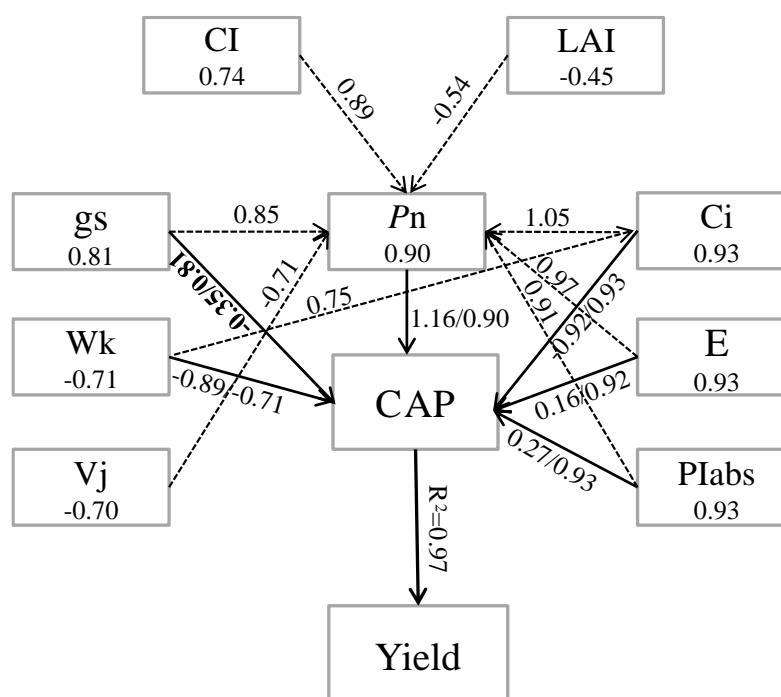 CI
0.74
LAI
-0.45
0.89
-0.54
gs
0.81
0.85
Pn
0.90
1.05
Ci
0.93
-0.35/0.81
-0.71
0.75
1.16/0.90
0.97
0.91
-0.92/0.93
Wk
-0.71
-0.89/-0.71
CAP
E
0.93
0.16/0.92
Vj
-0.70
0.27/0.93
PIabs
0.93
R²=0.97
Yield